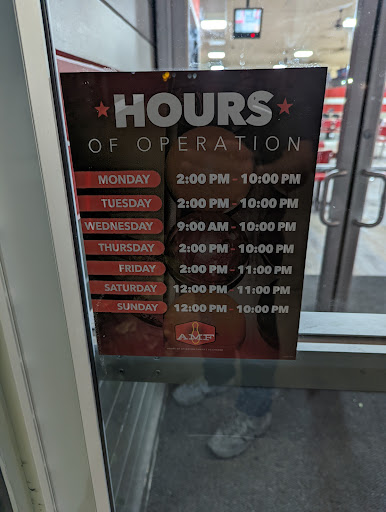 HOURS
OF OPERATION
MONDAY 2:00 PM - 10:00 PM
TUESDAY 2:00 PM - 10:00 PM
WEDNESDAY 9:00 AM - 10:00 PM
THURSDAY 2:00 PM - 10:00 PM
FRIDAY 2:00 PM - 11:00 PM
SATURDAY 12:00 PM - 11:00 PM
SUNDAY 12:00 PM - 10:00 PM
AMF